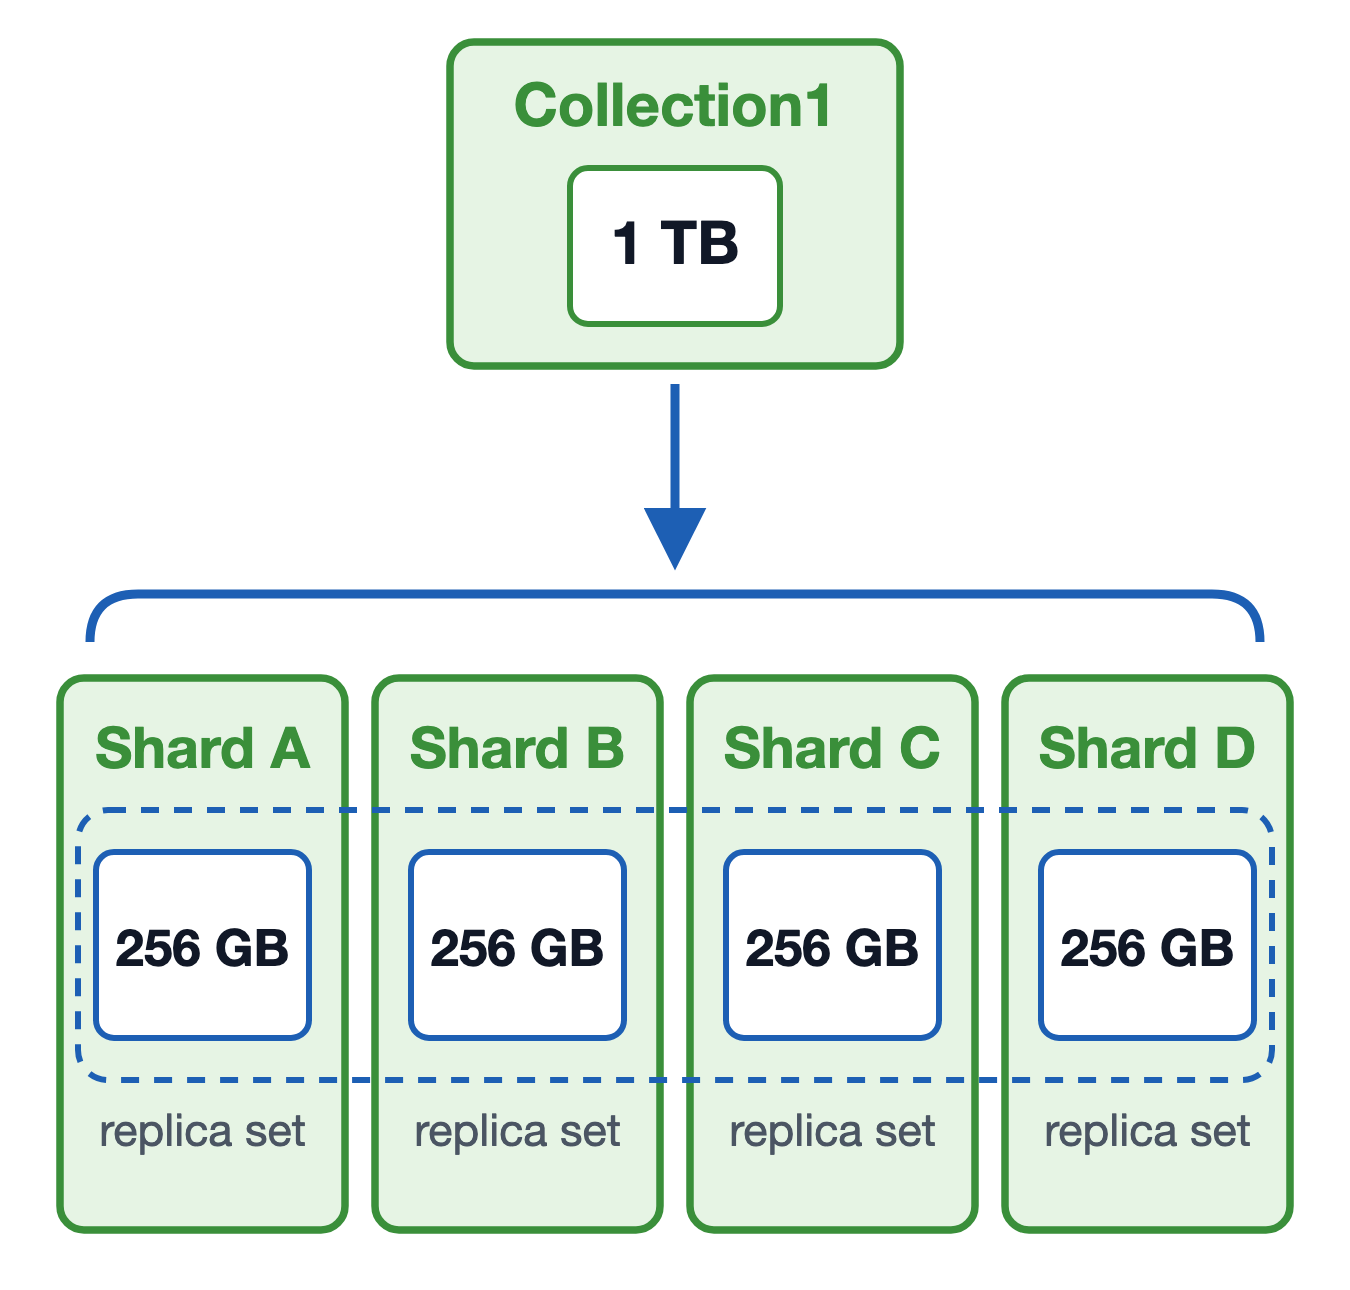 Collection1
1 TB
Shard A
Shard B
Shard C
Shard D
256 GB
256 GB
256 GB
256 GB
replica set
replica set
replica set
replica set